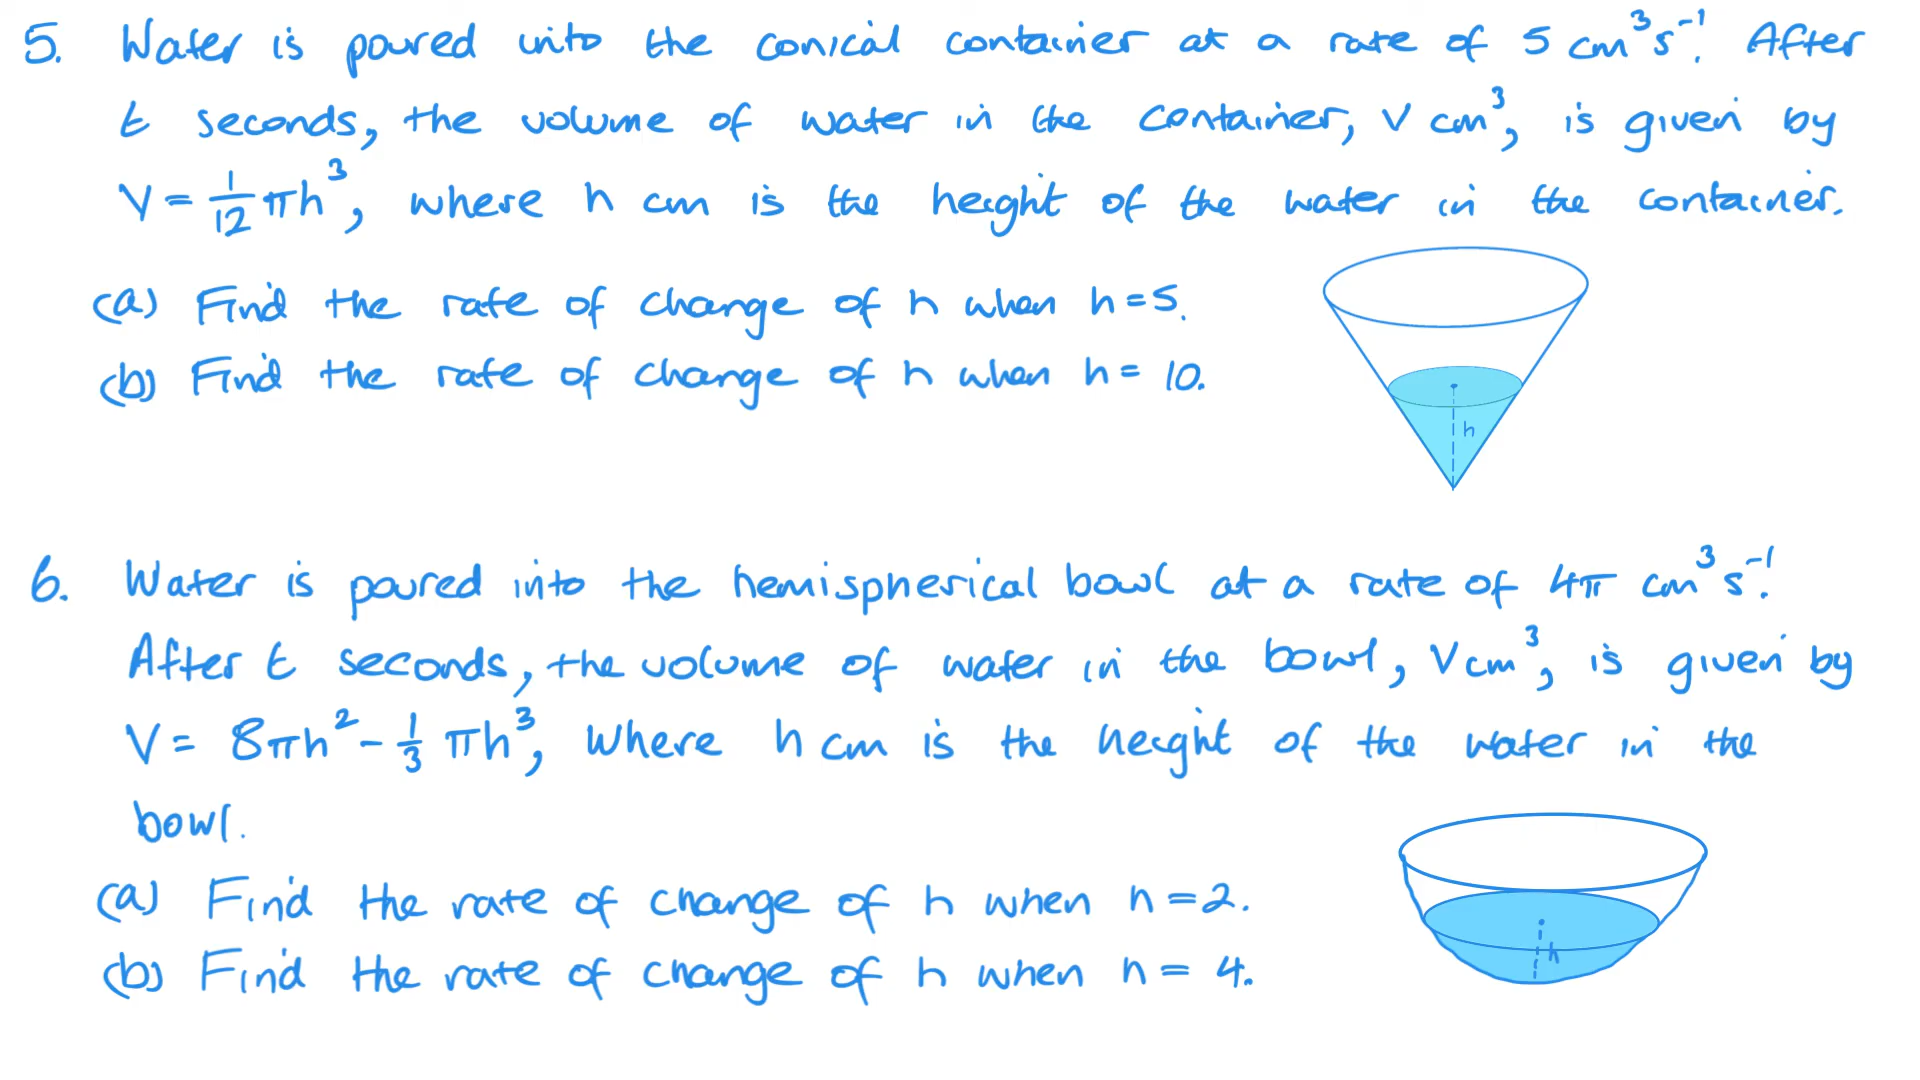 5. Water is poured into the conical container at a rate of 5 cm³s⁻¹. After
t seconds, the volume of water in the container, V cm³, is given by
V = 1/12 πh³, where h cm is the height of the water in the container.
(a) Find the rate of change of h when h=5.
(b) Find the rate of change of h when h= 10.
h
6. Water is poured into the hemispherical bowl at a rate of 4π cm³ s⁻¹.
After t seconds, the volume of water in the bowl, V cm³, is given by
V = 8πh² - 1/3 πh³, where h cm is the height of the water in the
bowl.
(a) Find the rate of change of h when h=2.
(b) Find the rate of change of h when h= 4.
h